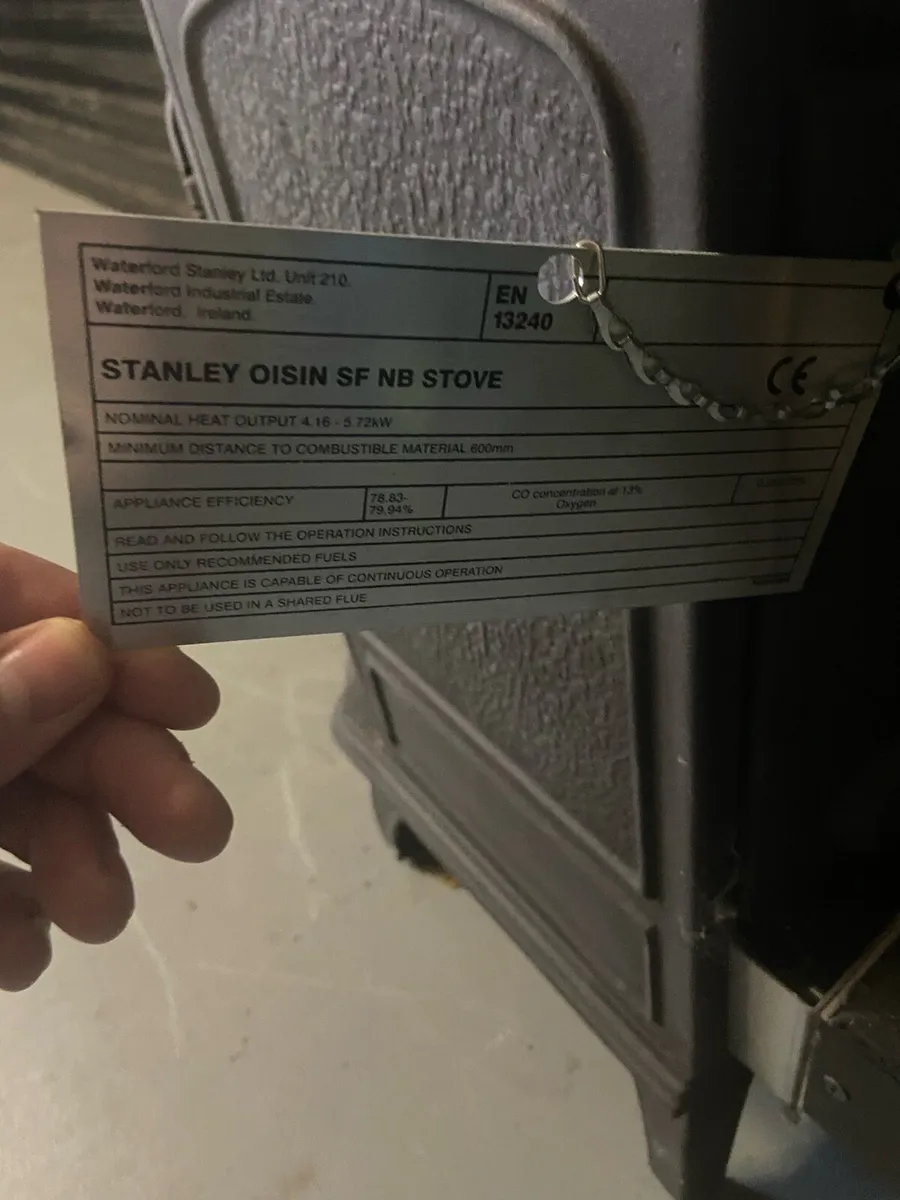 Waterford Stanley Ltd. Unit 210,
Waterford Industrial Estate
Waterford, Ireland.
EN
13240
STANLEY OISIN SF NB STOVE
CE
NOMINAL HEAT OUTPUT 4.16 - 5.72kW
MINIMUM DISTANCE TO COMBUSTIBLE MATERIAL 600mm
APPLIANCE EFFICIENCY
78.83-
79.94%
CO concentration at 13%
Oxygen
READ AND FOLLOW THE OPERATION INSTRUCTIONS
USE ONLY RECOMMENDED FUELS
THIS APPLIANCE IS CAPABLE OF CONTINUOUS OPERATION
NOT TO BE USED IN A SHARED FLUE